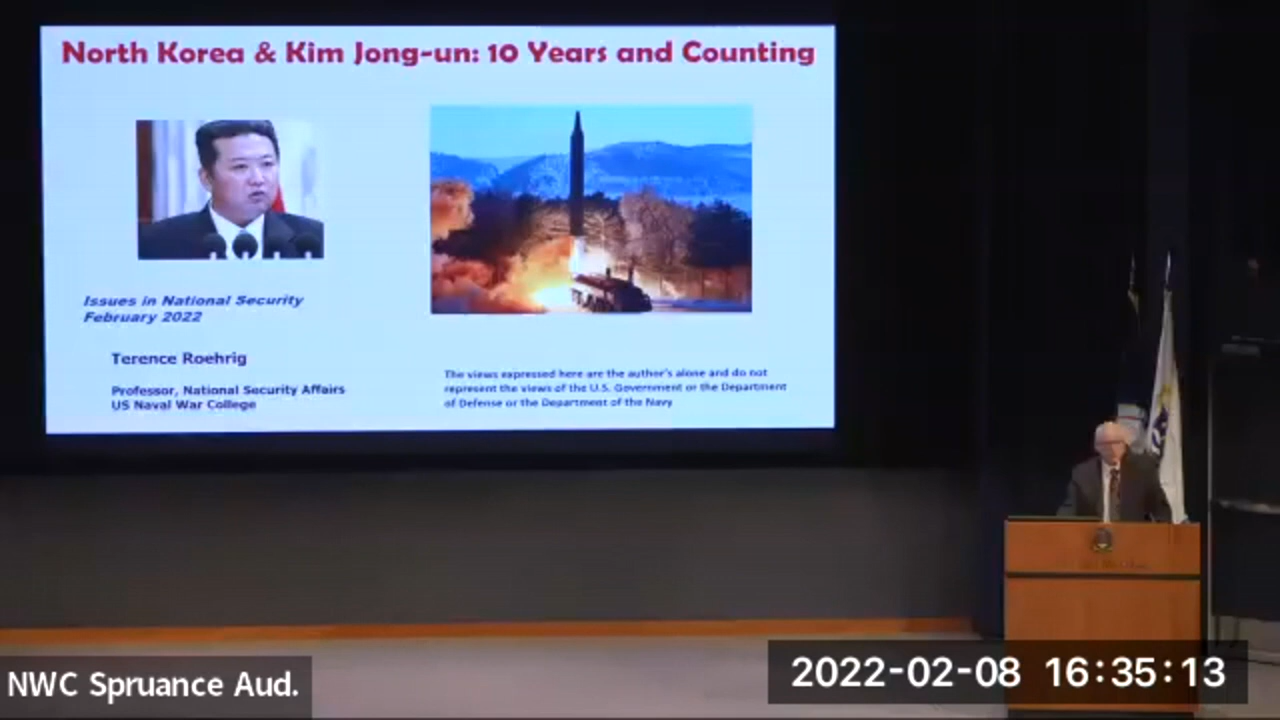 North Korea & Kim Jong-un: 10 Years and Counting
Issues in National Security
February 2022
Terence Roehrig
Professor, National Security Affairs
US Naval War College
The views expressed here are the author's alone and do not
represent the views of the U.S. Government or the Department
of Defense or the Department of the Navy
NWC Spruance Aud.
2022-02-08 16:35:13